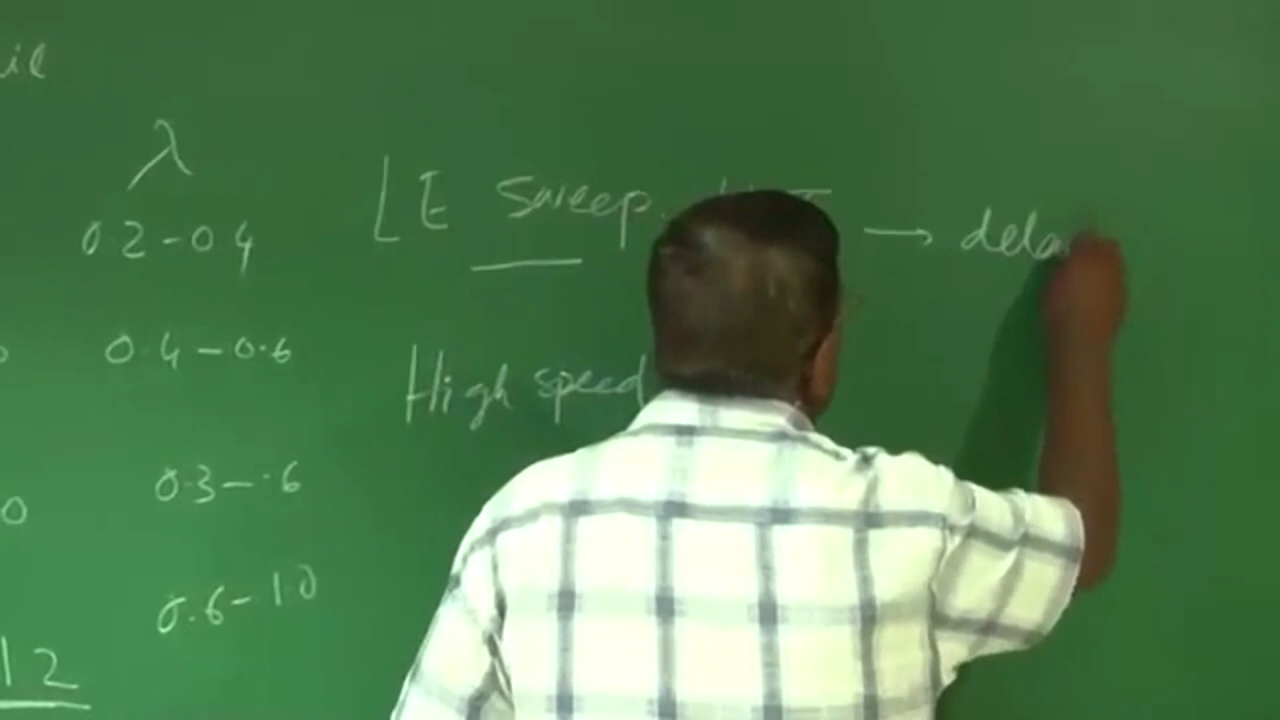 λ
LE Sweep → dela
0.2-0.4
0.4-0.6
High speed
0.3-.6
0
0.6-1.0
12